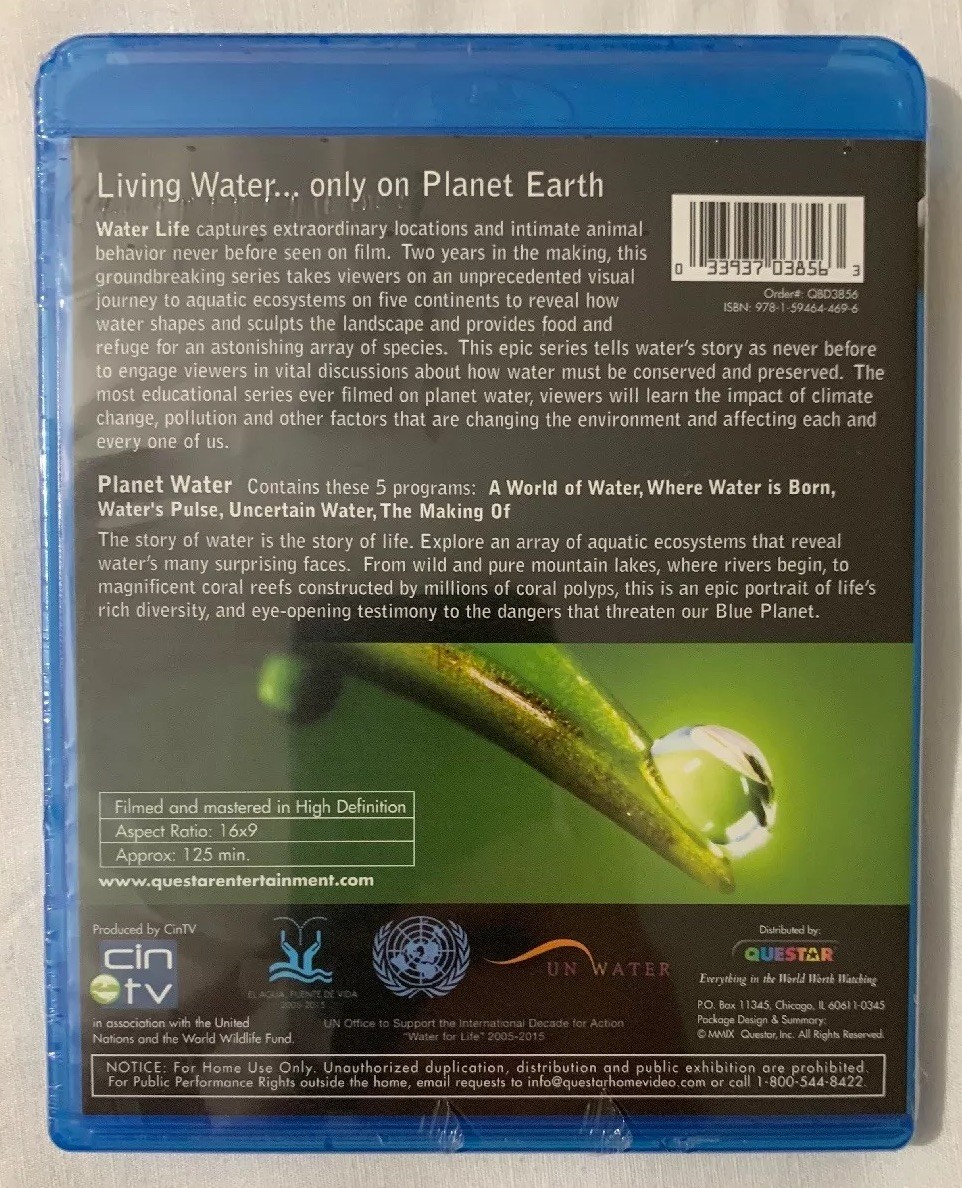 Living Water... only on Planet Earth
Water Life captures extraordinary locations and intimate animal
behavior never before seen on film. Two years in the making, this
groundbreaking series takes viewers on an unprecedented visual
journey to aquatic ecosystems on five continents to reveal how
water shapes and sculpts the landscape and provides food and
refuge for an astonishing array of species. This epic series tells water's story as never before
to engage viewers in vital discussions about how water must be conserved and preserved. The
most educational series ever filmed on planet water, viewers will learn the impact of climate
change, pollution and other factors that are changing the environment and affecting each and
every one of us.
0 33937 03856 3
Order#: QBD3856
ISBN: 978-1-59464-469-6
Planet Water Contains these 5 programs: A World of Water, Where Water is Born,
Water's Pulse, Uncertain Water, The Making Of
The story of water is the story of life. Explore an array of aquatic ecosystems that reveal
water's many surprising faces. From wild and pure mountain lakes, where rivers begin, to
magnificent coral reefs constructed by millions of coral polyps, this is an epic portrait of life's
rich diversity, and eye-opening testimony to the dangers that threaten our Blue Planet.
Filmed and mastered in High Definition
Aspect Ratio: 16x9
Approx: 125 min.
www.questarentertainment.com
Produced by CinTV
cin
tv
in association with the United
Nations and the World Wildlife Fund.
EL AGUA, FUENTE DE VIDA
2005-2015
UN WATER
UN Office to Support the International Decade for Action
"Water for Life" 2005-2015
Distributed by:
QUESTAR
Everything in the World Worth Watching
P.O. Box 11345, Chicago, IL 60611-0345
Package Design & Summary:
© MMIX Questar, Inc. All Rights Reserved.
NOTICE: For Home Use Only. Unauthorized duplication, distribution and public exhibition are prohibited.
For Public Performance Rights outside the home, email requests to info@questarhomevideo.com or call 1-800-544-8422.